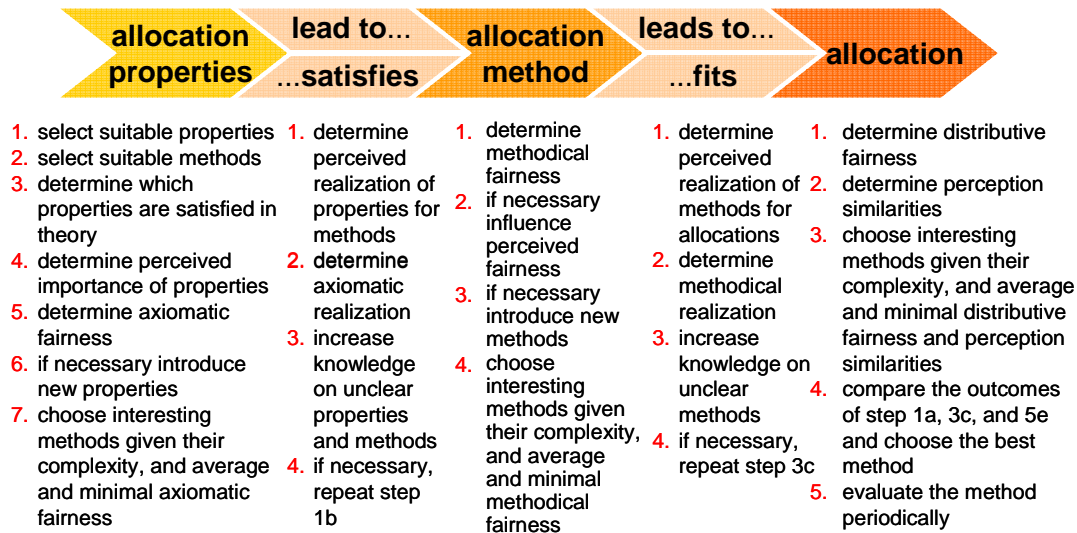 allocation
properties
lead to...
...satisfies
allocation
method
leads to...
...fits
allocation
1. select suitable properties
2. select suitable methods
3. determine which
properties are satisfied in
theory
4. determine perceived
importance of properties
5. determine axiomatic
fairness
6. if necessary introduce
new properties
7. choose interesting
methods given their
complexity, and average
and minimal axiomatic
fairness
1. determine
perceived
realization of
properties for
methods
2. determine
axiomatic
realization
3. increase
knowledge
on unclear
properties
and methods
4. if necessary,
repeat step
1b
1. determine
methodical
fairness
2. if necessary
influence
perceived
fairness
3. if necessary
introduce new
methods
4. choose
interesting
methods given
their complexity,
and average
and minimal
methodical
fairness
1. determine
perceived
realization of
methods for
allocations
2. determine
methodical
realization
3. increase
knowledge on
unclear
methods
4. if necessary,
repeat step 3c
1. determine distributive
fairness
2. determine perception
similarities
3. choose interesting
methods given their
complexity, and average
and minimal distributive
fairness and perception
similarities
4. compare the outcomes
of step 1a, 3c, and 5e
and choose the best
method
5. evaluate the method
periodically